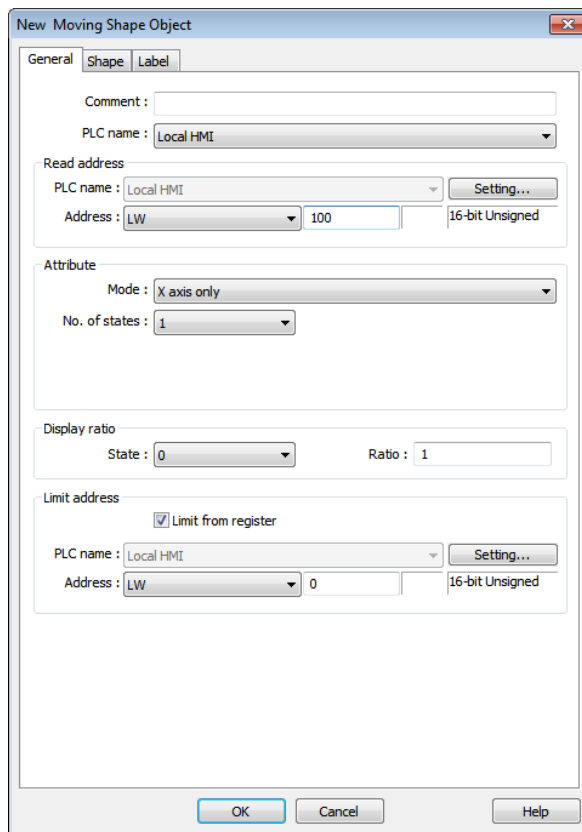 New Moving Shape Object
General Shape Label
Comment :
PLC name : Local HMI
Read address
PLC name : Local HMI Setting...
Address : LW 100 16-bit Unsigned
Attribute
Mode : X axis only
No. of states : 1
Display ratio
State : 0 Ratio : 1
Limit address
Limit from register
PLC name : Local HMI Setting...
Address : LW 0 16-bit Unsigned
OK Cancel Help